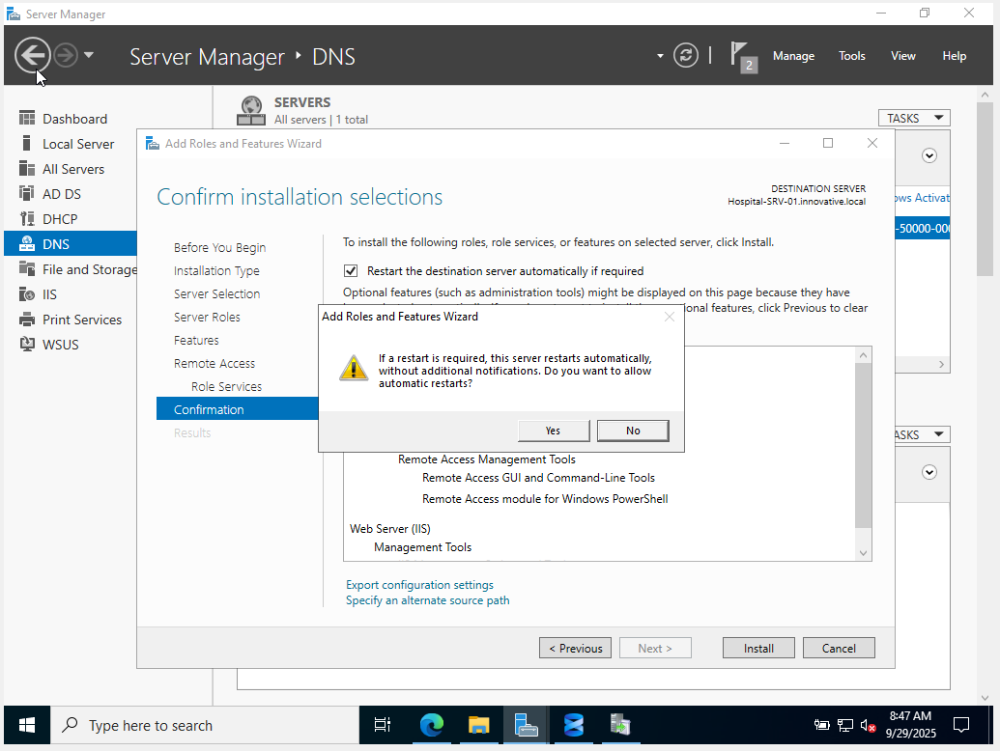 Server Manager
Server Manager • DNS
2
Manage
Tools
View
Help
Dashboard
Local Server
All Servers
AD DS
DHCP
DNS
File and Storage
IIS
Print Services
WSUS
SERVERS
All servers | 1 total
TASKS
ows Activat
-50000-000
ASKS
Add Roles and Features Wizard
Confirm installation selections
DESTINATION SERVER
Hospital-SRV-01.innovative.local
Before You Begin
Installation Type
Server Selection
Server Roles
Features
Remote Access
Role Services
Confirmation
Results
To install the following roles, role services, or features on selected server, click Install.
Restart the destination server automatically if required
Optional features (such as administration tools) might be displayed on this page because they have
ional features, click Previous to clear
Add Roles and Features Wizard
If a restart is required, this server restarts automatically,
without additional notifications. Do you want to allow
automatic restarts?
Yes
No
Remote Access Management Tools
Remote Access GUI and Command-Line Tools
Remote Access module for Windows PowerShell
Web Server (IIS)
Management Tools
Export configuration settings
Specify an alternate source path
< Previous
Next >
Install
Cancel
Type here to search
8:47 AM
9/29/2025